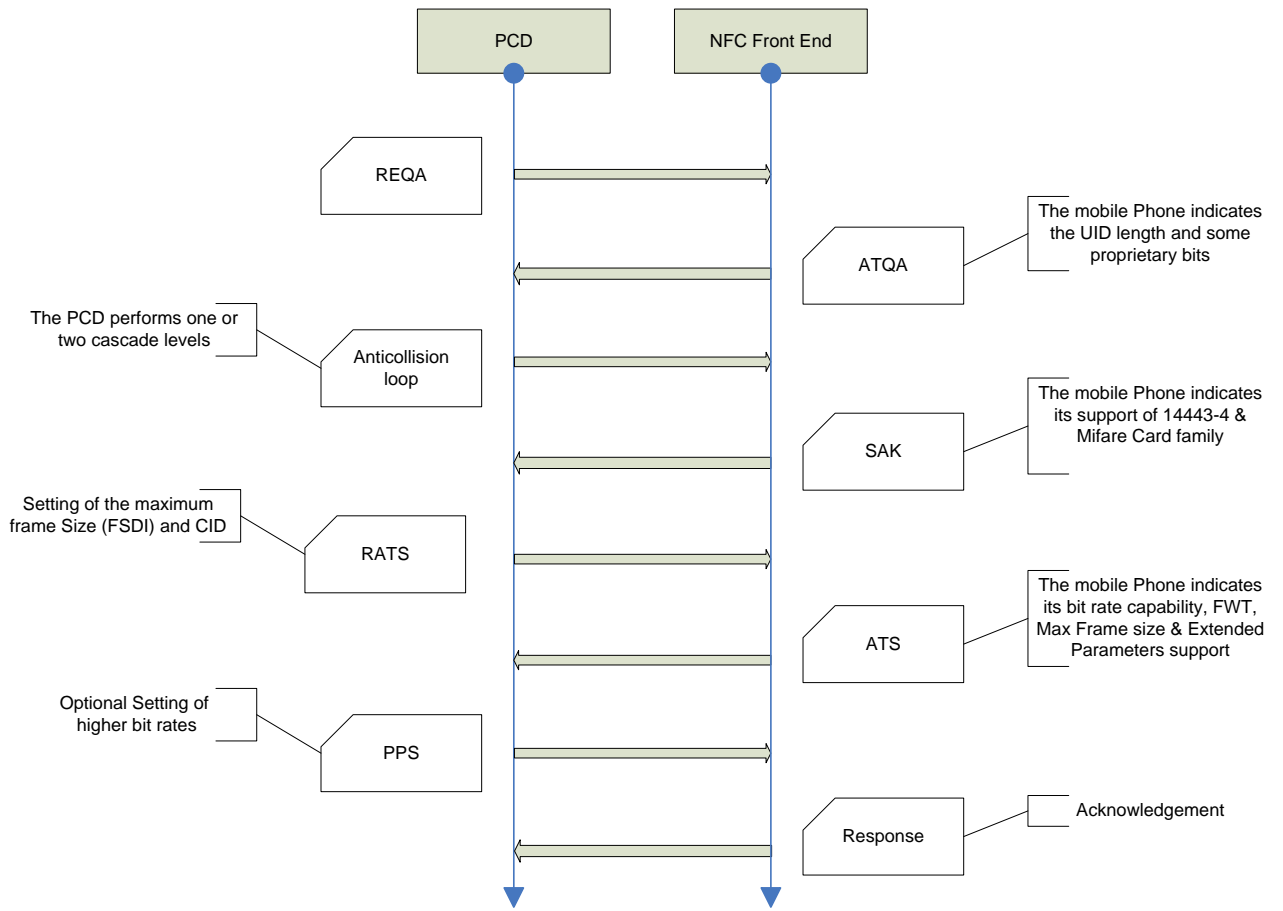 PCD
NFC Front End
REQA
The mobile Phone indicates
the UID length and some
proprietary bits
ATQA
The PCD performs one or
two cascade levels
Anticollision
loop
The mobile Phone indicates
its support of 14443-4 &
Mifare Card family
SAK
Setting of the maximum
frame Size (FSDI) and CID
RATS
The mobile Phone indicates
its bit rate capability, FWT,
Max Frame size & Extended
Parameters support
ATS
Optional Setting of
higher bit rates
PPS
Acknowledgement
Response